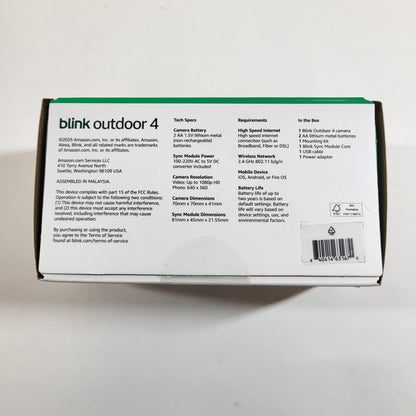 blink outdoor 4
©2025 Amazon.com, Inc. or its affiliates. Amazon,
Alexa, Blink, and all related marks are trademarks
of Amazon.com, Inc. or its affiliates.
Amazon.com Services LLC
410 Terry Avenue North
Seattle, Washington 98109 USA
ASSEMBLED IN MALAYSIA.
This device complies with part 15 of the FCC Rules.
Operation is subject to the following two conditions:
(1) This device may not cause harmful interference,
and (2) this device must accept any interference
received, including interference that may cause
undesired operation.
By purchasing or using the product,
you agree to the Terms of Service
found at blink.com/terms-of-service
Tech Specs
Camera Battery
2 AA 1.5V lithium metal
(non-rechargeable)
batteries
Sync Module Power
100-220V AC to 5V DC
converter included
Camera Resolution
Video: Up to 1080p HD
Photo: 640 x 360
Camera Dimensions
70mm x 70mm x 41mm
Sync Module Dimensions
81mm x 45mm x 21.55mm
Requirements
High Speed Internet
High speed internet
connection (such as
Broadband, Fiber or DSL)
Wireless Network
2.4 GHz 802.11 b/g/n
Mobile Device
iOS, Android, or Fire OS
Battery Life
Battery life of up to
two years is based on
default settings. Battery
life will vary based on
device settings, use, and
environmental factors.
In the Box
1 Blink Outdoor 4 camera
2 AA lithium metal batteries
1 Mounting kit
1 Blink Sync Module Core
1 USB cable
1 Power adapter
MIX
Packaging
FSC